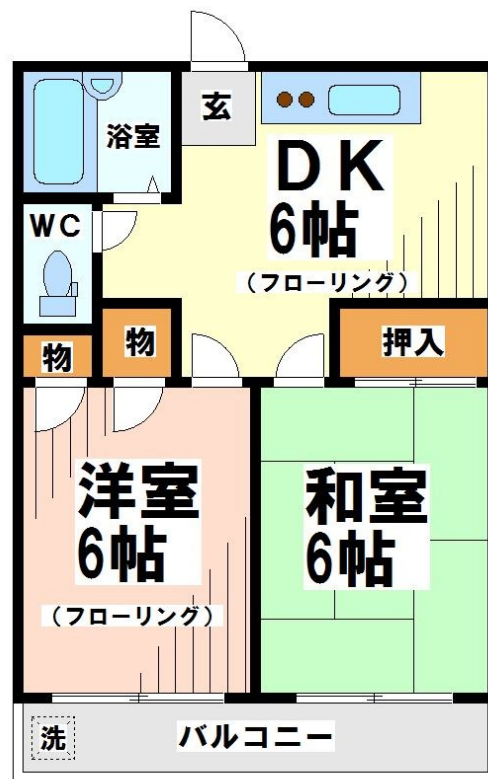 玄
浴室
DK
6帖
(フローリング)
WC
物
物
押入
洋室
6帖
(フローリング)
和室
6帖
洗
バルコニー